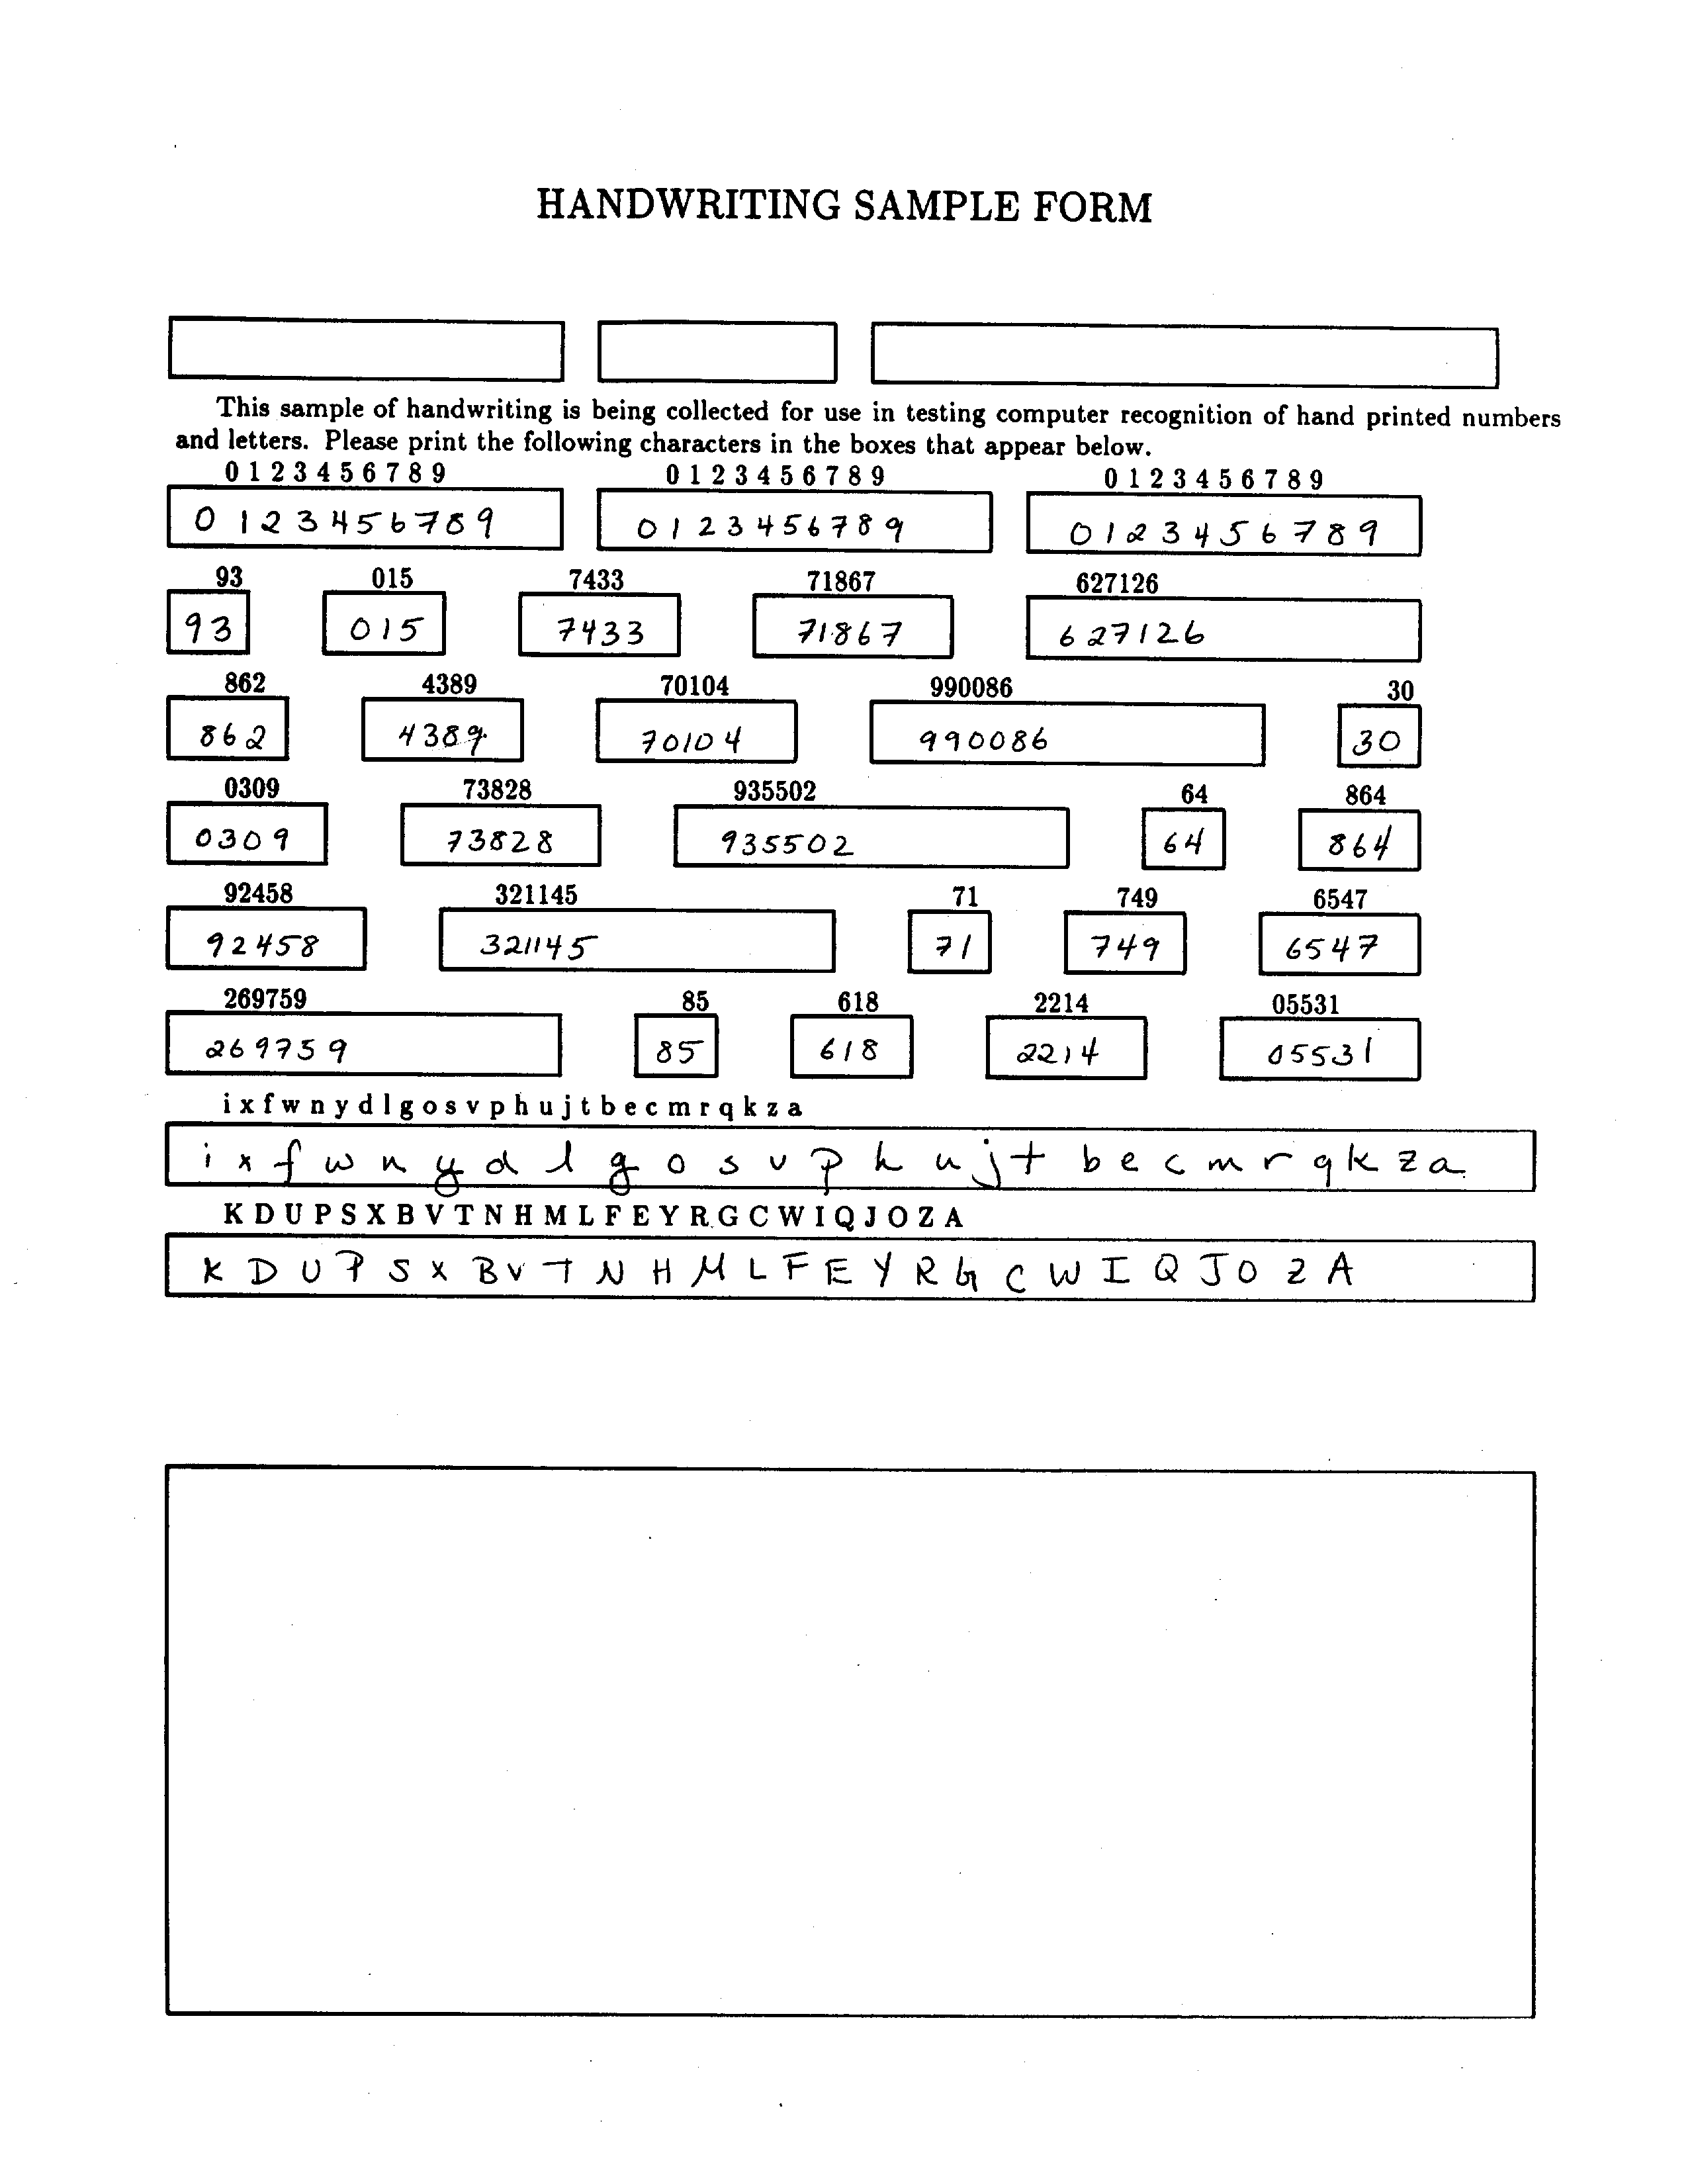 HANDWRITING SAMPLE FORM
This sample of handwriting is being collected for use in testing computer recognition of hand printed numbers
and letters. Please print the following characters in the boxes that appear below.
0 1 2 3 4 5 6 7 8 9 0 1 2 3 4 5 6 7 8 9 0 1 2 3 4 5 6 7 8 9
0 1 2 3 4 5 6 7 8 9 0 1 2 3 4 5 6 7 8 9 0 1 2 3 4 5 6 7 8 9
93 015 7433 71867 627126
93 015 7433 71867 627126
862 4389 70104 990086 30
862 4389 70104 990086 30
0309 73828 935502 64 864
0309 73828 935502 64 864
92458 321145 71 749 6547
92458 321145 71 749 6547
269759 85 618 2214 05531
269759 85 618 2214 05531
i x f w n y d l g o s v p h u j t b e c m r q k z a
i x f w n y d l g o s v p h u j t b e c m r q k z a
K D U P S X B V T N H M L F E Y R G C W I Q J O Z A
K D U P S X B V T N H M L F E Y R G C W I Q J O Z A